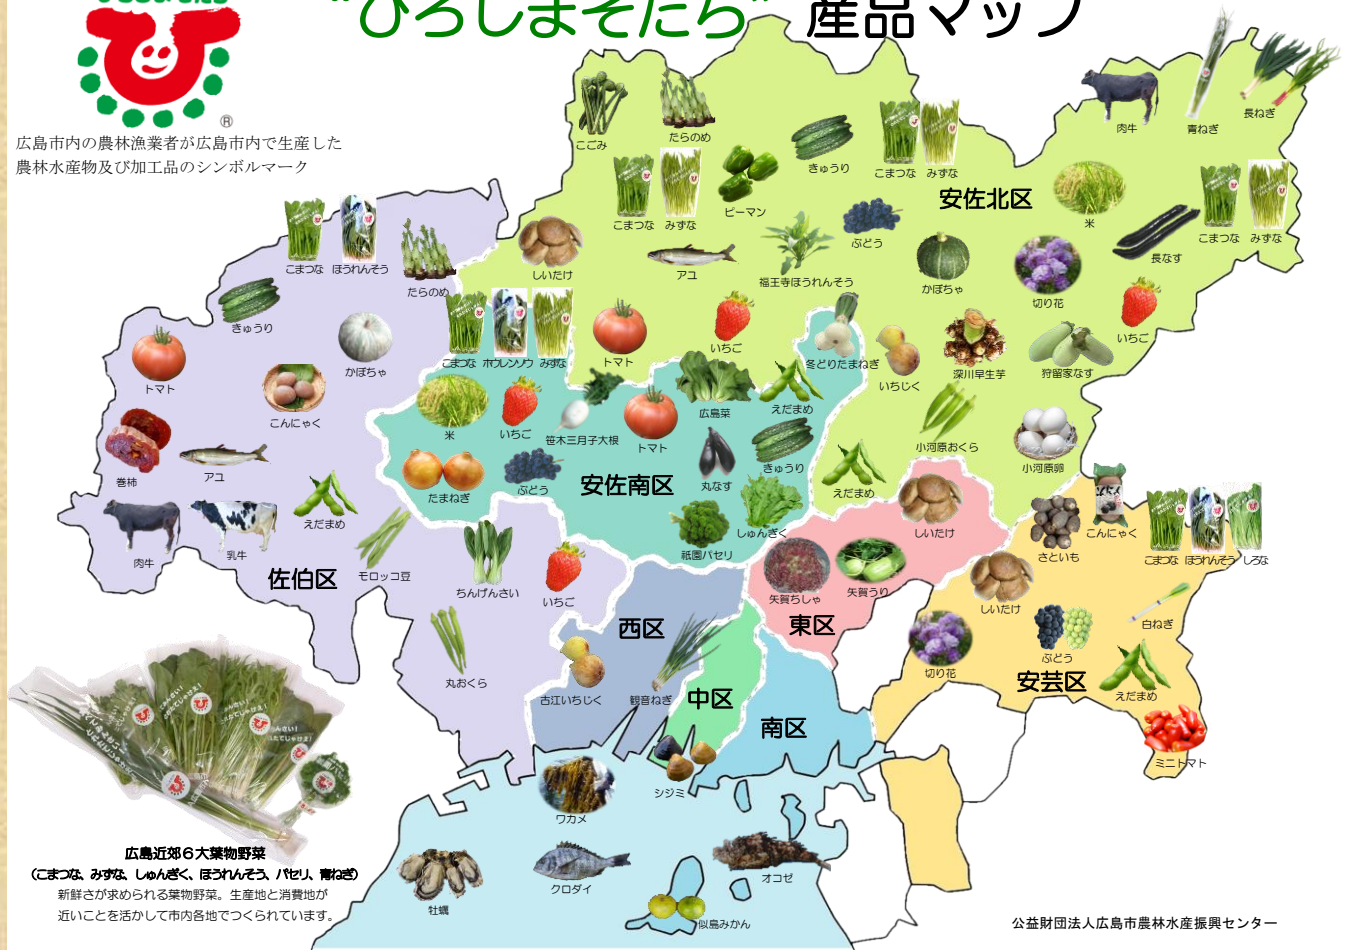 "ひろしまそだち" 産品マップ
®
広島市内の農林漁業者が広島市内で生産した
農林水産物及び加工品のシンボルマーク
こごみ
たらのめ
きゅうり
こまつな
みずな
肉牛
青ねぎ
長ねぎ
こまつな
みずな
ピーマン
ぶどう
安佐北区
米
こまつな
みずな
長なす
しいたけ
アユ
福王寺ほうれんそう
かぼちゃ
切り花
いちご
トマト
いちご
いちじく
深川早生芋
狩留家なす
小河原おくら
小河原卵
えだまめ
こまつな
ほうれんそう
たらのめ
きゅうり
かぼちゃ
トマト
こんにゃく
巻柿
アユ
肉牛
乳牛
えだまめ
佐伯区
モロッコ豆
ちんげんさい
いちご
丸おくら
こまつな
ホウレンソウ
みずな
冬どりたまねぎ
米
いちご
笹木三月子大根
トマト
広島菜
えだまめ
たまねぎ
ぶどう
安佐南区
丸なす
きゅうり
祇園パセリ
しゅんぎく
しいたけ
矢賀ちしゃ
矢賀うり
東区
西区
古江いちじく
観音ねぎ
中区
南区
シジミ
さといも
こんにゃく
こまつな
ほうれんそう
しろな
しいたけ
切り花
ぶどう
白ねぎ
安芸区
えだまめ
ミニトマト
ワカメ
牡蠣
クロダイ
オコゼ
似島みかん
広島近郊６大葉物野菜
（こまつな、みずな、しゅんぎく、ほうれんそう、パセリ、青ねぎ）
新鮮さが求められる葉物野菜。生産地と消費地が
近いことを活かして市内各地でつくられています。
公益財団法人広島市農林水産振興センター